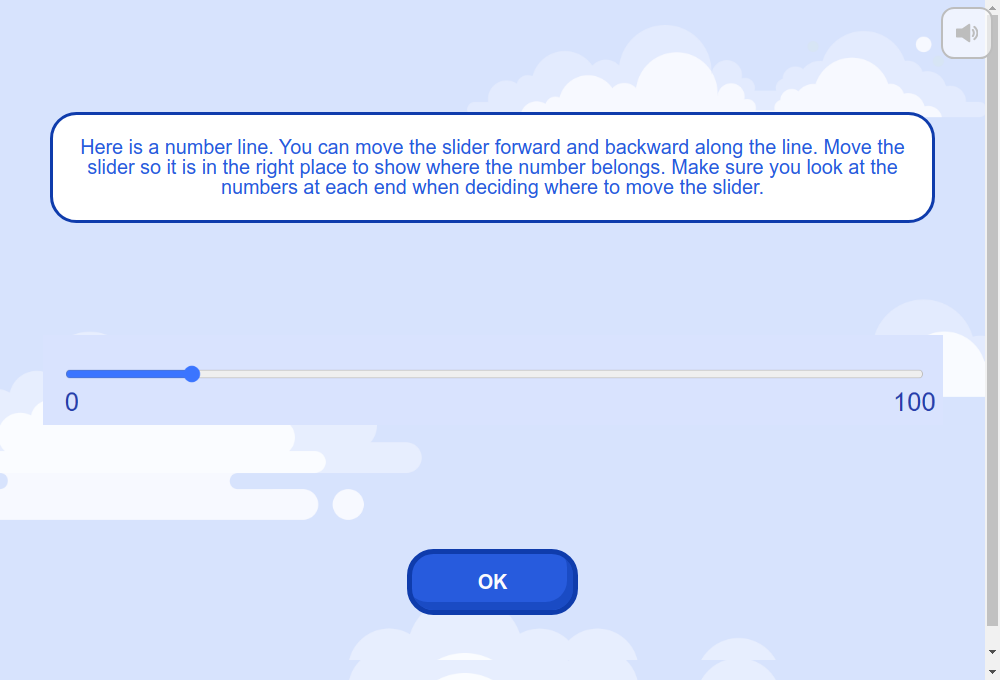 Here is a number line. You can move the slider forward and backward along the line. Move the
slider so it is in the right place to show where the number belongs. Make sure you look at the
numbers at each end when deciding where to move the slider.
0 100
OK